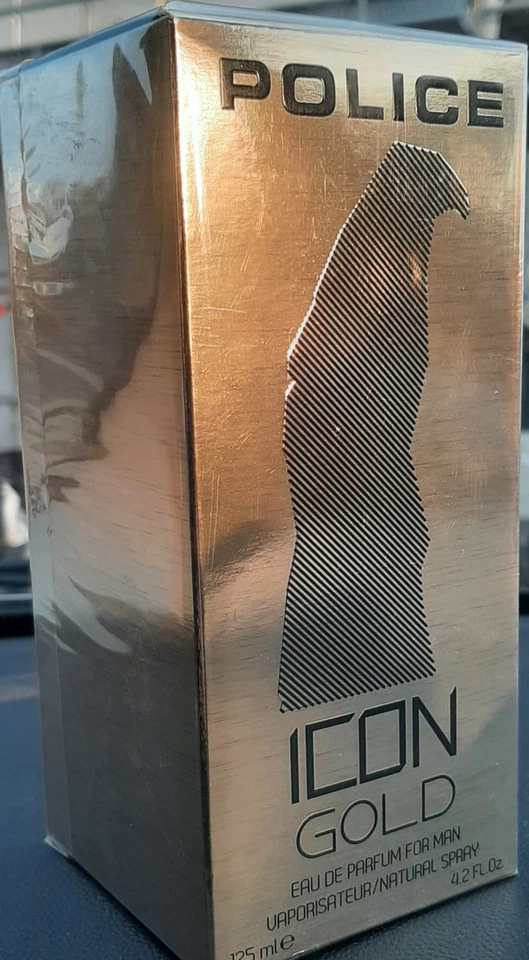 POLICE
ICON
GOLD
EAU DE PARFUM FOR MAN
VAPORISATEUR/NATURAL SPRAY
125 ml e 4.2 FL.Oz